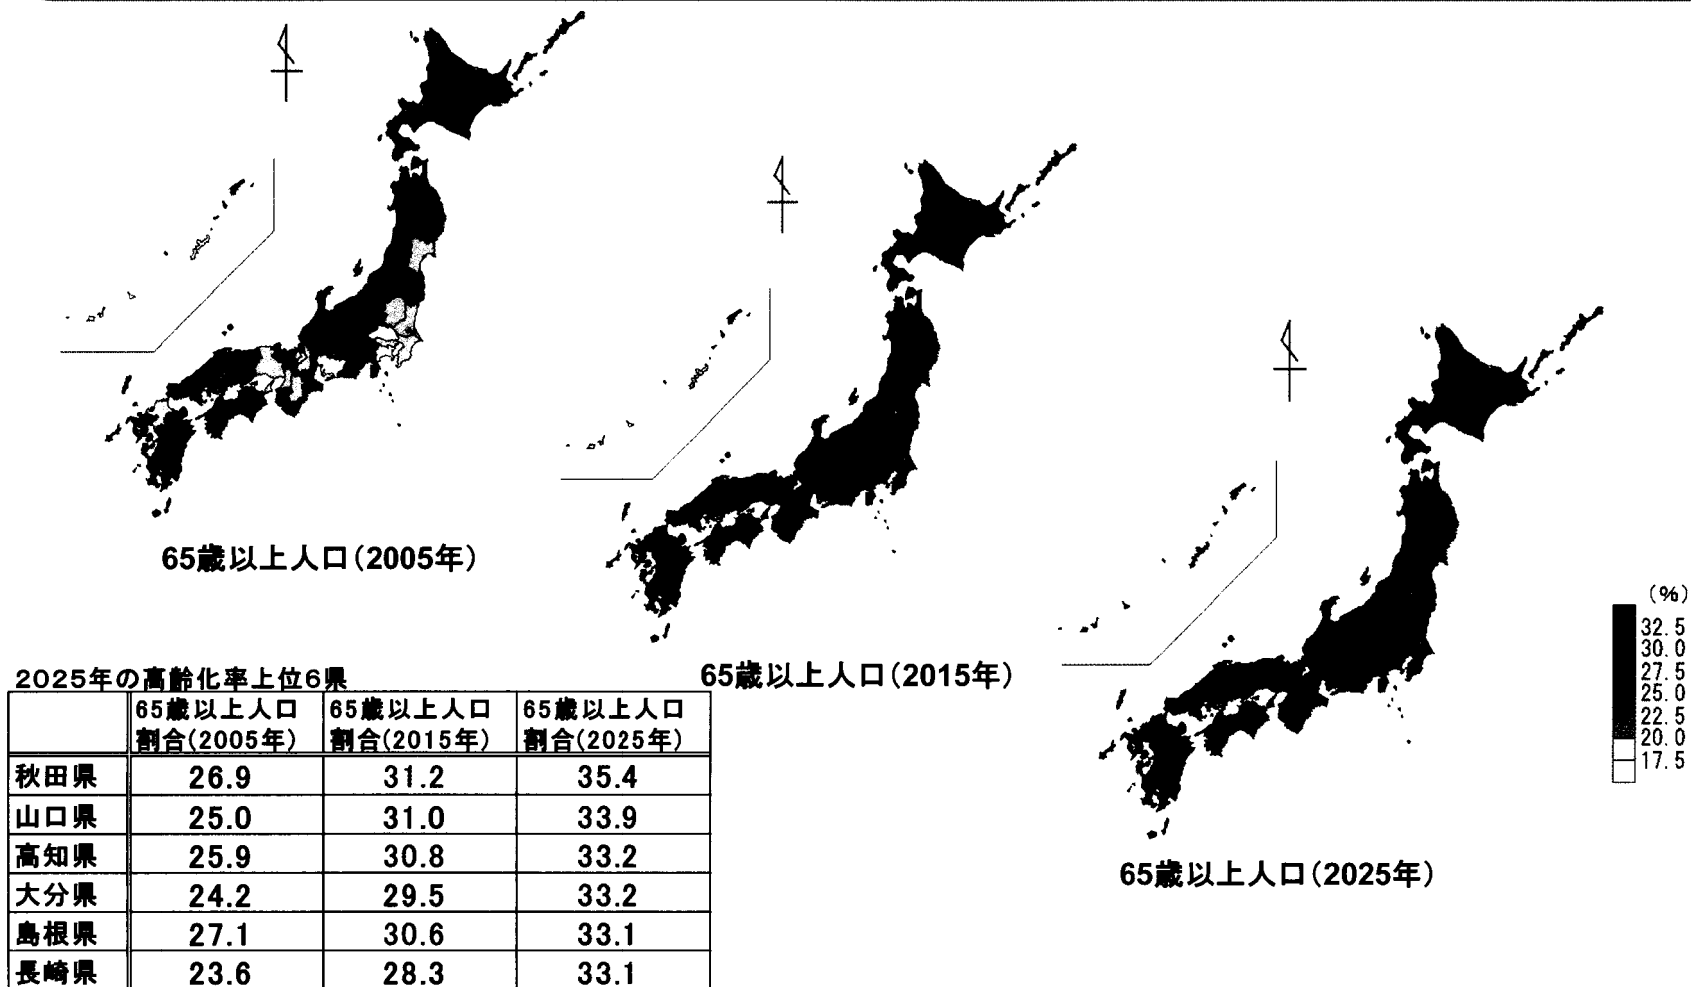 65歳以上人口(2005年)
65歳以上人口(2015年)
(%)
32.5
30.0
27.5
25.0
22.5
20.0
17.5
65歳以上人口(2025年)
2025年の高齢化率上位6県
65歳以上人口 65歳以上人口 65歳以上人口
割合(2005年) 割合(2015年) 割合(2025年)
秋田県 26.9 31.2 35.4
山口県 25.0 31.0 33.9
高知県 25.9 30.8 33.2
大分県 24.2 29.5 33.2
島根県 27.1 30.6 33.1
長崎県 23.6 28.3 33.1